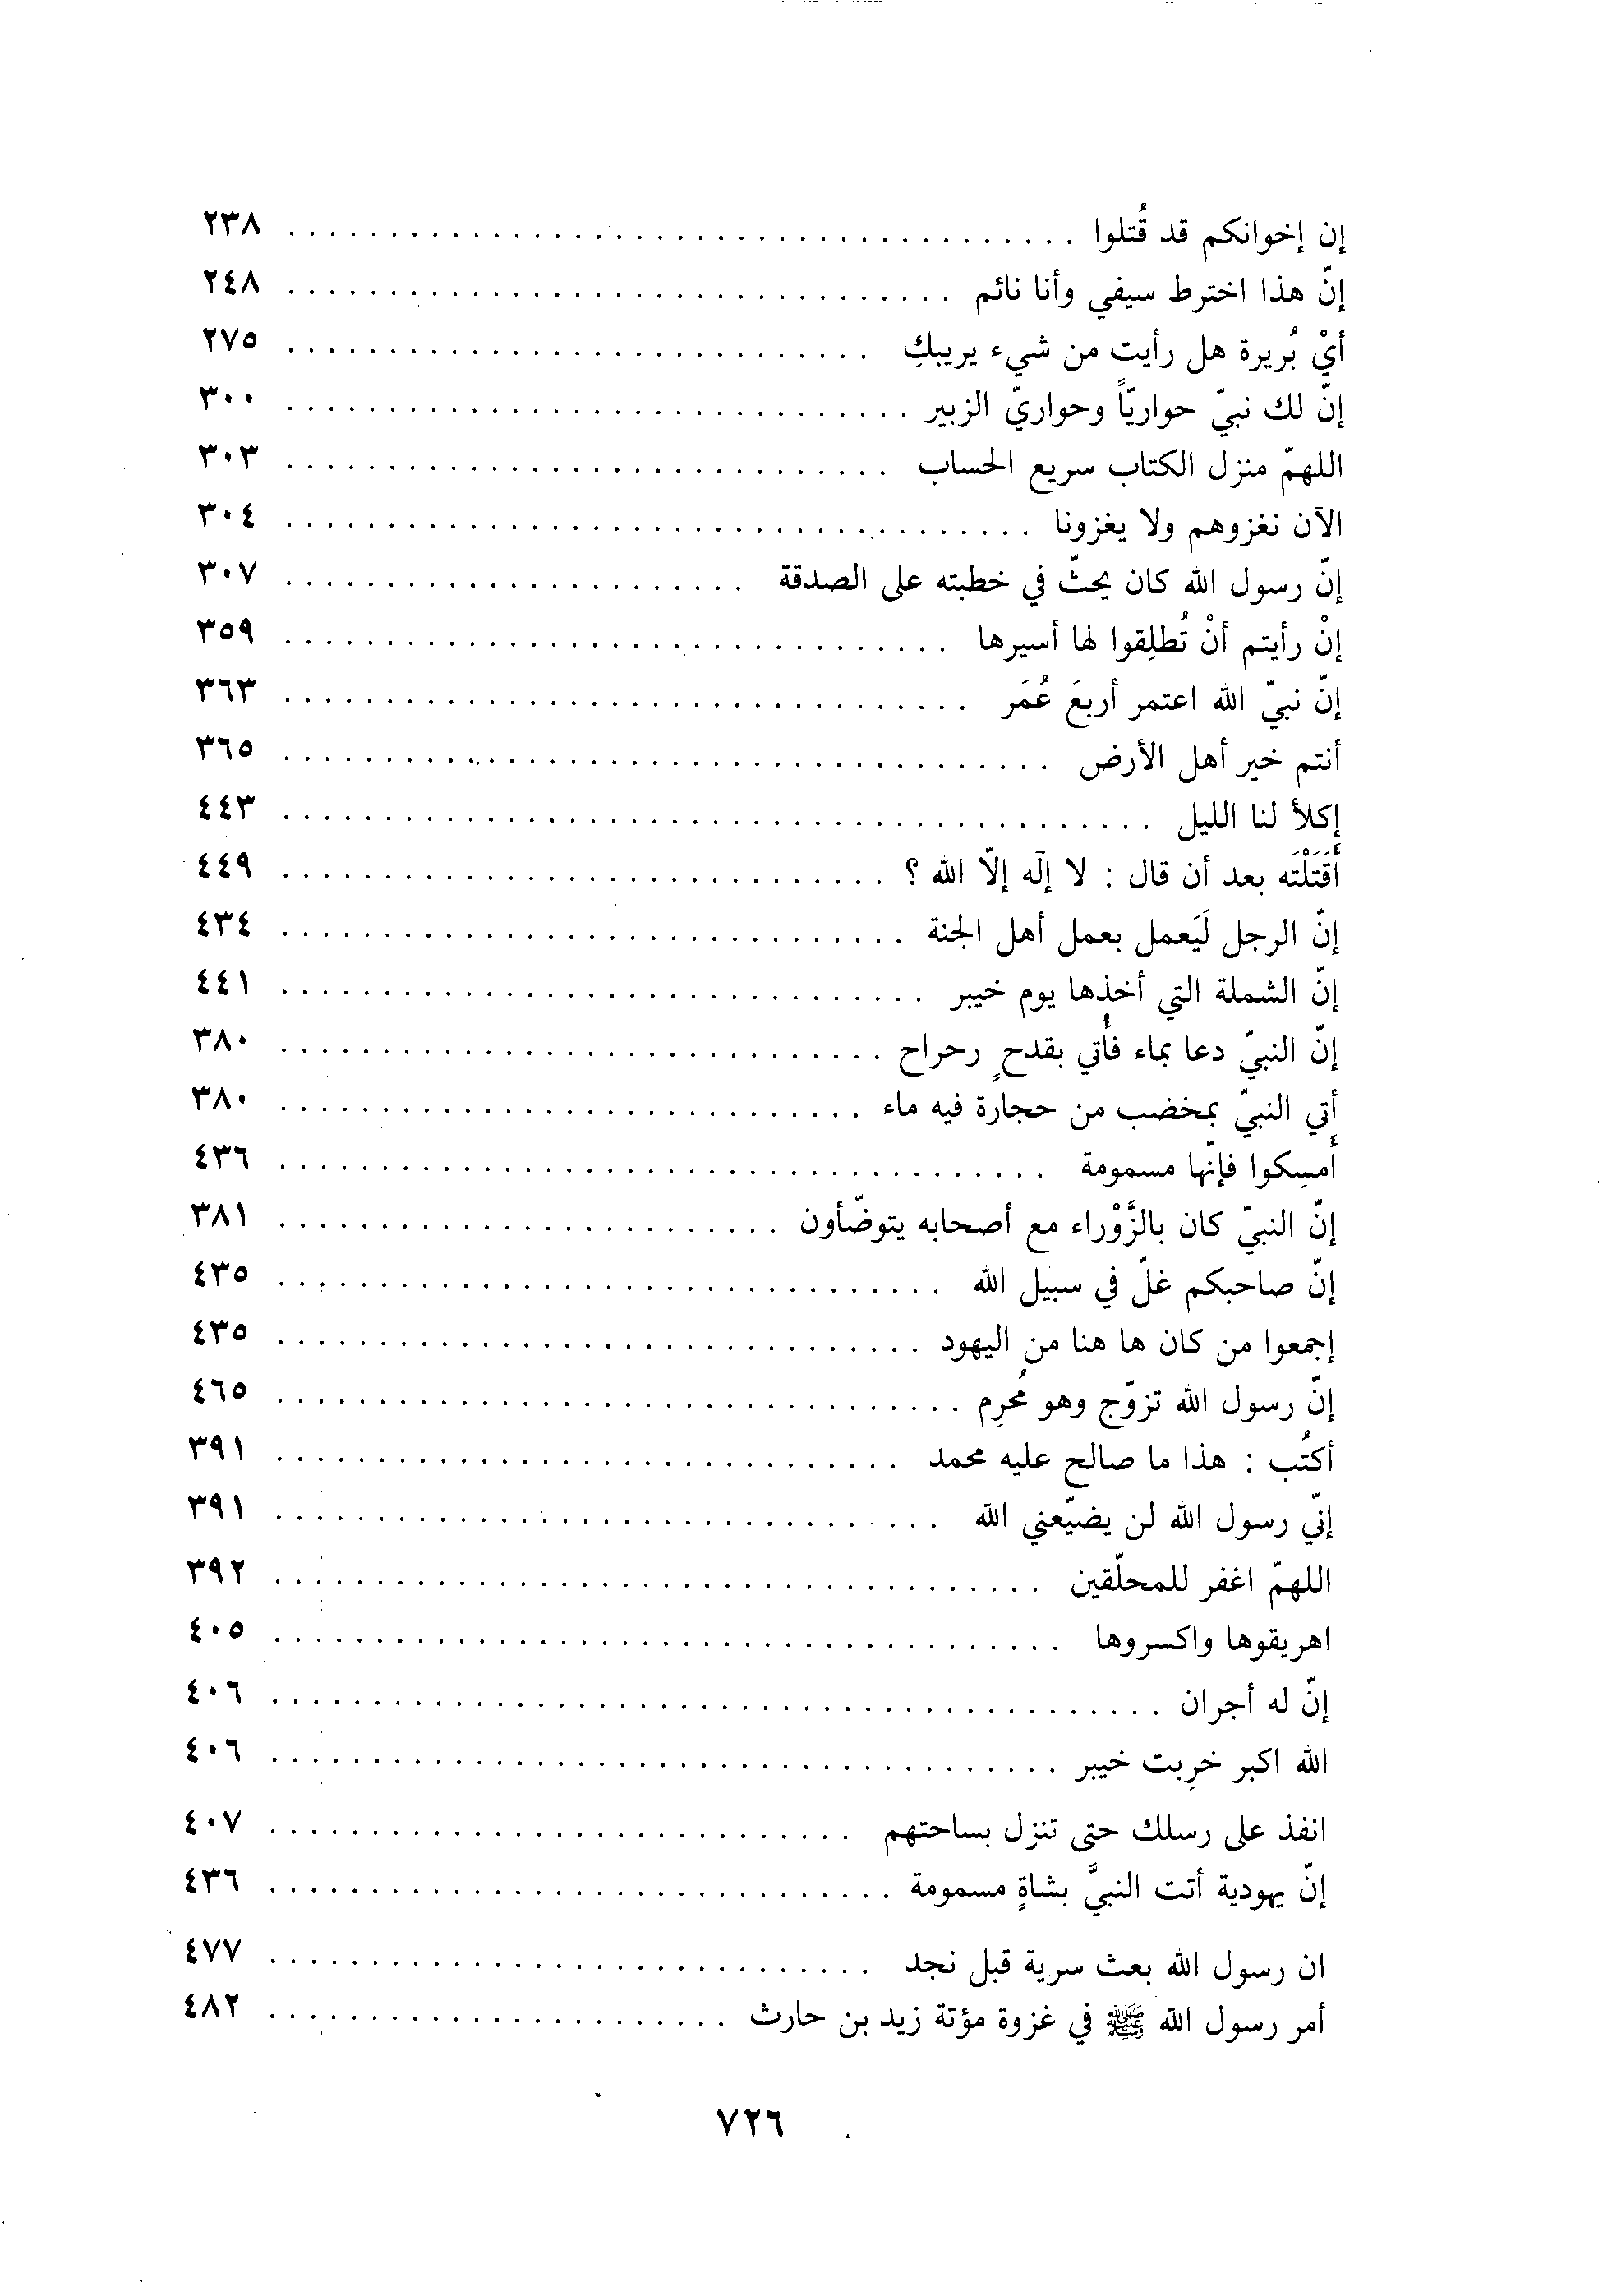 إن إخوانكم قد قُتلوا ........................................ ٢٣٨
إنّ هذا اخترط سيفي وأنا نائم .................................. ٢٤٨
أيْ بُريرة هل رأيت من شيء يريبكِ .............................. ٢٧٥
إنّ لك نبيّ حواريّاً وحواريّ الزبير ................................ ٣٠٠
اللهمّ منزل الكتاب سريع الحساب ............................... ٣٠٣
الآن نغزوهم ولا يغزونا ...................................... ٣٠٤
إنّ رسول الله كان يحثّ في خطبته على الصدقة ........................ ٣٠٧
إنْ رأيتم أنْ تُطلِقوا لها أسيرها .................................. ٣٥٩
إنّ نبيّ الله اعتمر أربعَ عُمَر ................................... ٣٦٣
أنتم خير أهل الأرض ....................................... ٣٦٥
إكلأ لنا الليل ............................................ ٤٤٣
أَقَتَلْتَه بعد أن قال : لا إلٓه إلّا الله ؟ ............................... ٤٤٩
إنّ الرجل لَيَعمل بعمل أهل الجنة ................................ ٤٣٤
إنّ الشملة التي أخذها يوم خيبر ................................. ٤٤١
إنّ النبيّ دعا بماء فأُتي بقدحٍ رحراح ............................... ٣٨٠
أتي النبيّ بمخضب من حجارة فيه ماء .............................. ٣٨٠
أَمسِكوا فإنّها مسمومة ....................................... ٤٣٦
إنّ النبيّ كان بالزَّوْراء مع أصحابه يتوضّأون .......................... ٣٨١
إنّ صاحبكم غلّ في سبيل الله .................................. ٤٣٥
إجمعوا من كان ها هنا من اليهود ................................. ٤٣٥
إنّ رسول الله تزوّج وهو مُحرِم ................................... ٤٦٥
أكتُب : هذا ما صالح عليه محمد ................................ ٣٩١
إنّي رسول الله لن يضيّعني الله .................................. ٣٩١
اللهمّ اغفر للمحلّقين ....................................... ٣٩٢
اهريقوها واكسروها ........................................ ٤٠٥
إنّ له أجران ............................................. ٤٠٦
الله اكبر خرِبت خيبر ........................................ ٤٠٦
انفذ على رسلك حتى تنزل بساحتهم .............................. ٤٠٧
إنّ يهودية أتت النبيَّ بشاةٍ مسمومة ................................ ٤٣٦
ان رسول الله بعث سرية قبل نجد ............................... ٤٧٧
أمر رسول الله ﷺ في غزوة مؤتة زيد بن حارث ....................... ٤٨٢
٧٢٦